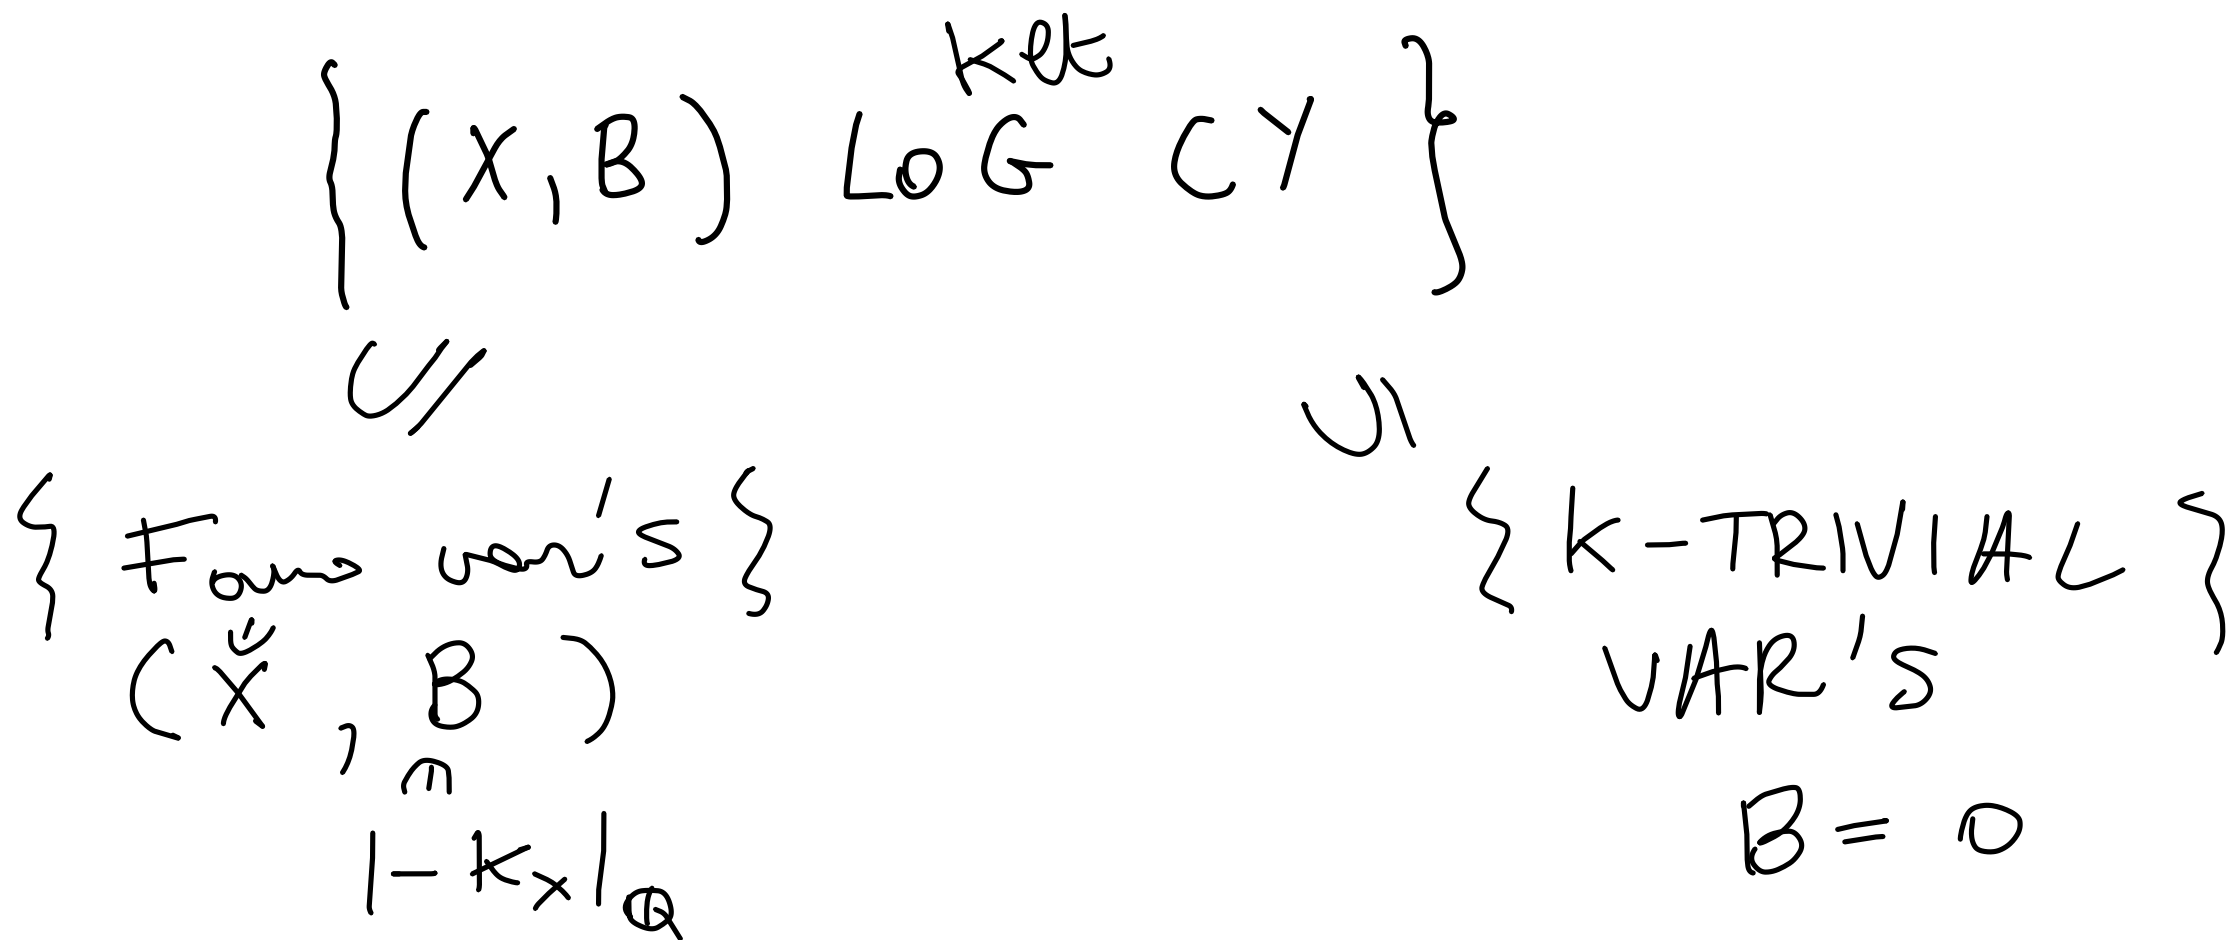 klt
{ (X, B) LOG CY }
∪| ∪|
{ Fano var's } { K-TRIVIAL }
∪ VAR'S
(X, B)
∩ B = 0
|-K_X|_ℚ